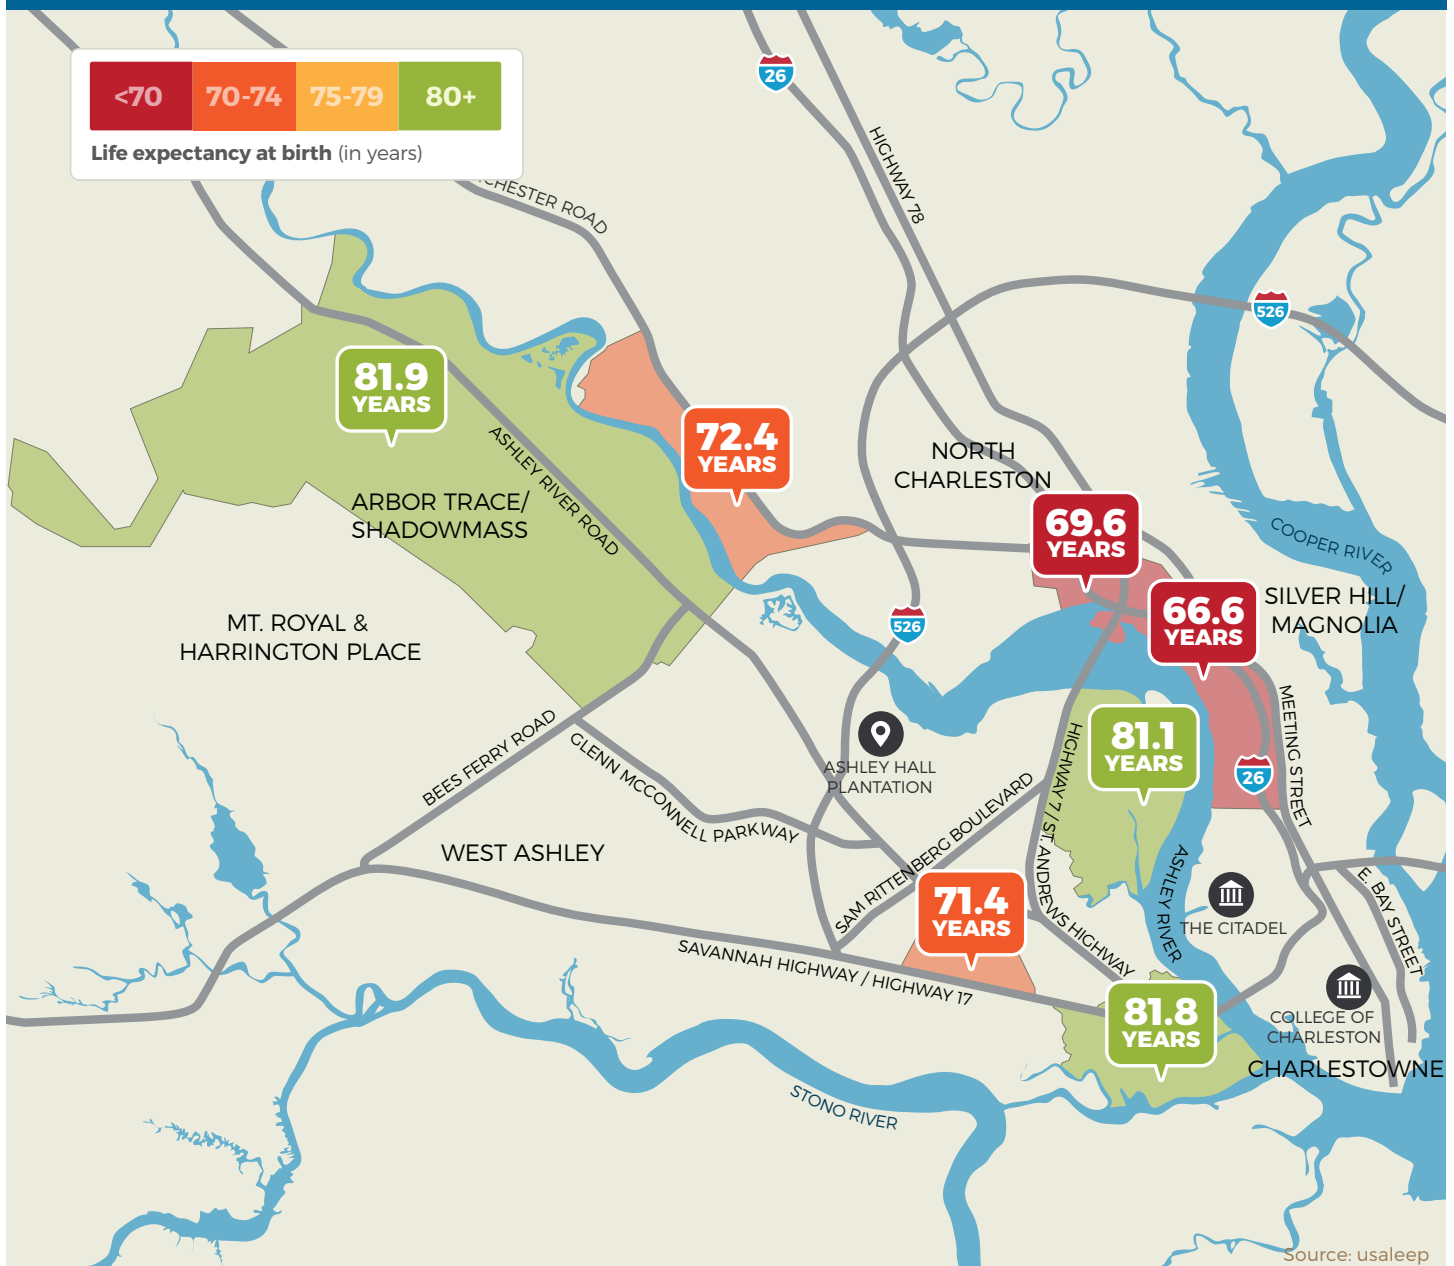 <70 70-74 75-79 80+
Life expectancy at birth (in years)
26
HIGHWAY 78
CHESTER ROAD
526
81.9
YEARS
ASHLEY RIVER ROAD
72.4
YEARS
NORTH
CHARLESTON
ARBOR TRACE/
SHADOWMASS
69.6
YEARS
COOPER RIVER
66.6
YEARS
SILVER HILL/
MAGNOLIA
MT. ROYAL &
HARRINGTON PLACE
526
81.1
YEARS
MEETING STREET
HIGHWAY 7 / ST. ANDREWS HIGHWAY
BEES FERRY ROAD
GLENN MCCONNELL PARKWAY
ASHLEY HALL
PLANTATION
26
SAM RITTENBERG BOULEVARD
WEST ASHLEY
ASHLEY RIVER
71.4
YEARS
THE CITADEL
E. BAY STREET
SAVANNAH HIGHWAY / HIGHWAY 17
81.8
YEARS
COLLEGE OF
CHARLESTON
CHARLESTOWNE
STONO RIVER
Source: usaleep